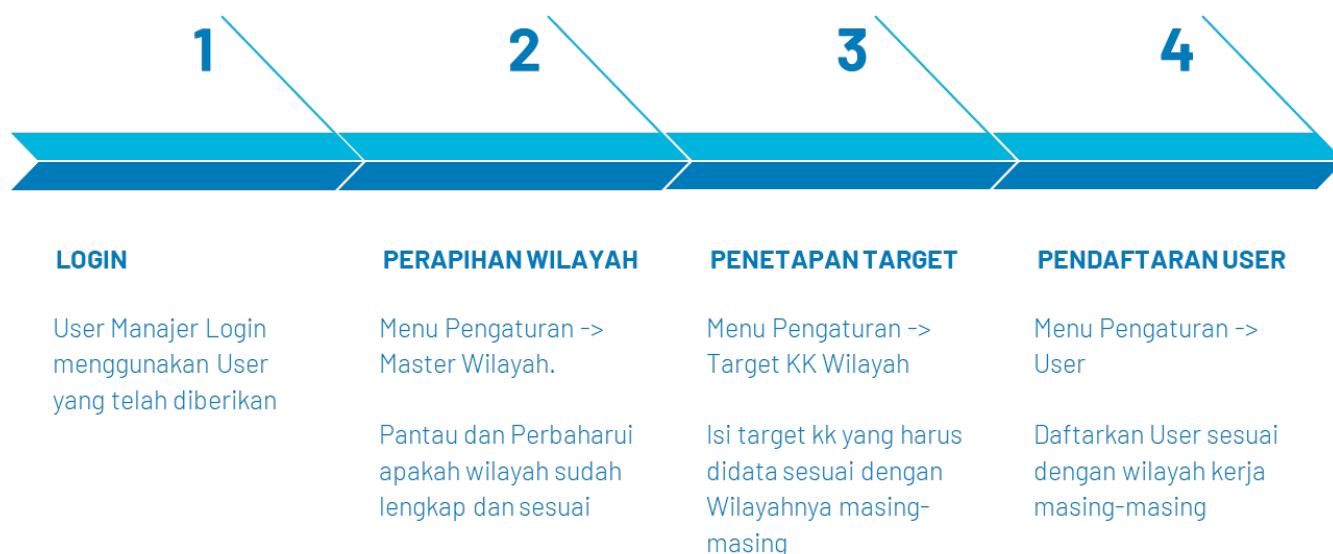 1
2
3
4
LOGIN
User Manajer Login
menggunakan User
yang telah diberikan
PERAPIHAN WILAYAH
Menu Pengaturan ->
Master Wilayah.
Pantau dan Perbaharui
apakah wilayah sudah
lengkap dan sesuai
PENETAPAN TARGET
Menu Pengaturan ->
Target KK Wilayah
Isi target kk yang harus
didata sesuai dengan
Wilayahnya masing-
masing
PENDAFTARAN USER
Menu Pengaturan ->
User
Daftarkan User sesuai
dengan wilayah kerja
masing-masing